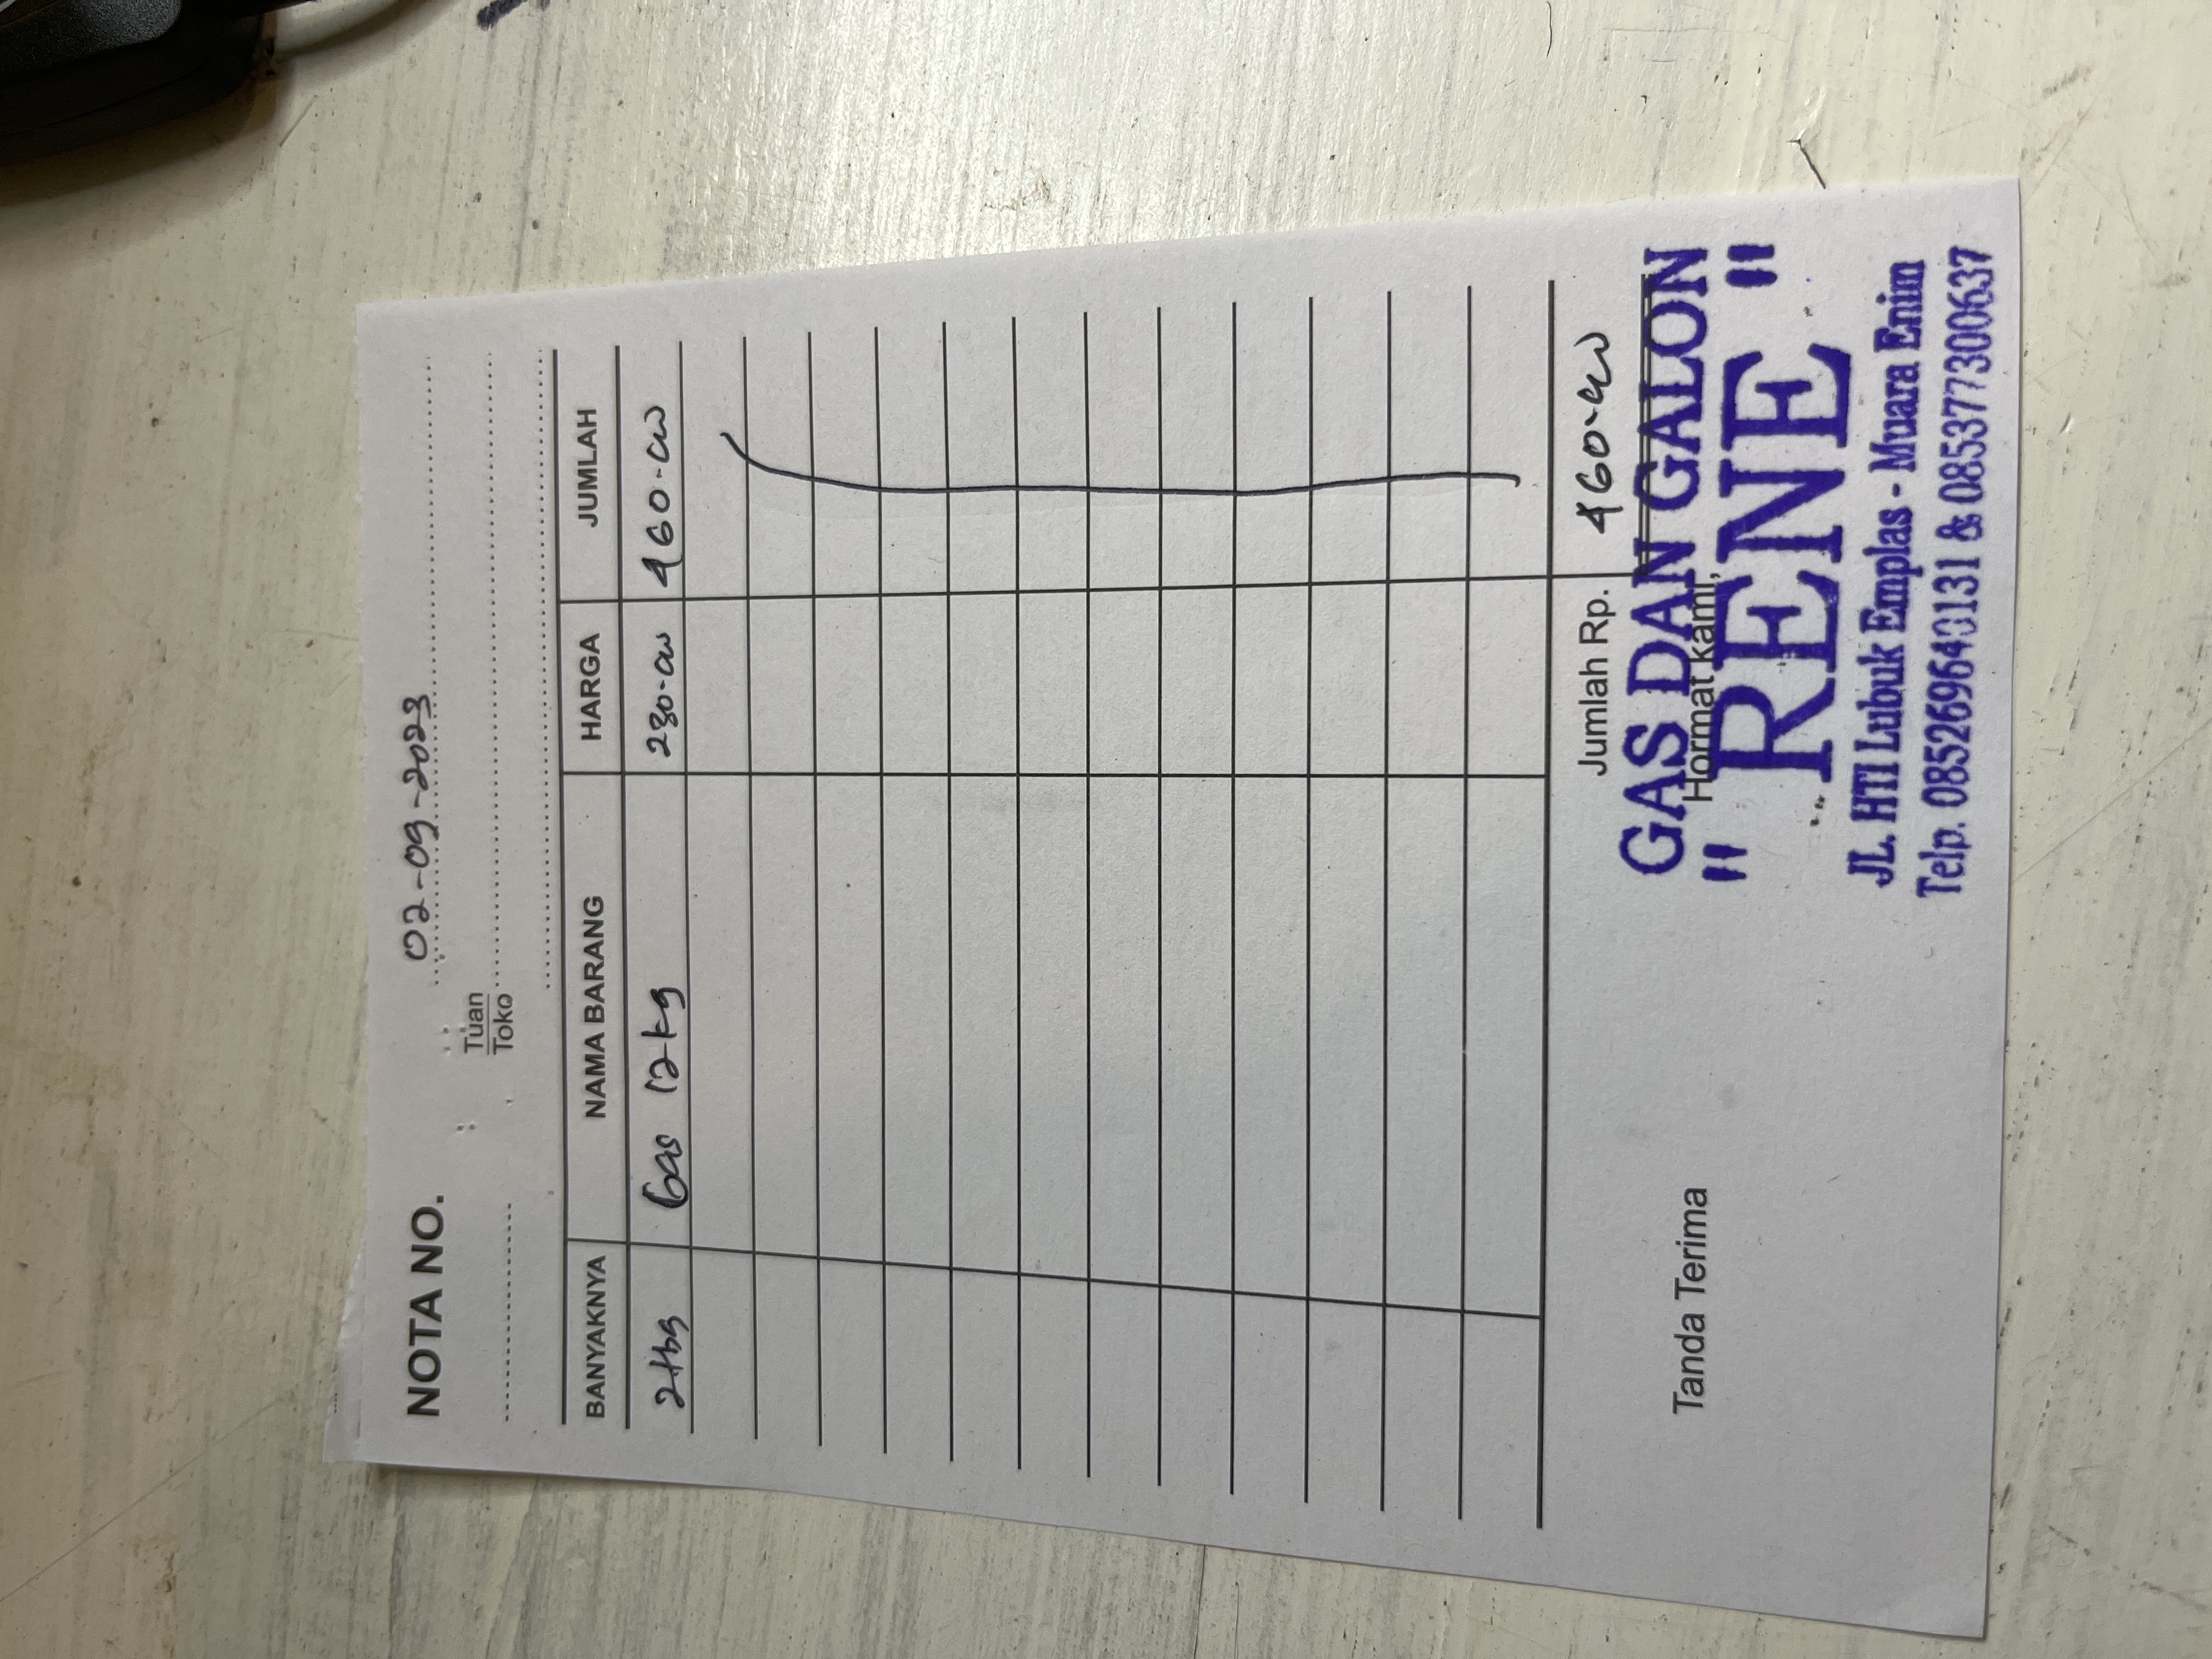 NOTA NO.
02-09-2023
Tuan
Toko
BANYAKNYA NAMA BARANG HARGA JUMLAH
2 tbg Gas 12 kg 230.000 460.000
Jumlah Rp. 460.000
Tanda Terima Hormat kami,
GAS DAN GALON
" RENE "
JL. HTI Lubuk Emplas - Muara Enim
Telp. 085269640131 & 085377300637